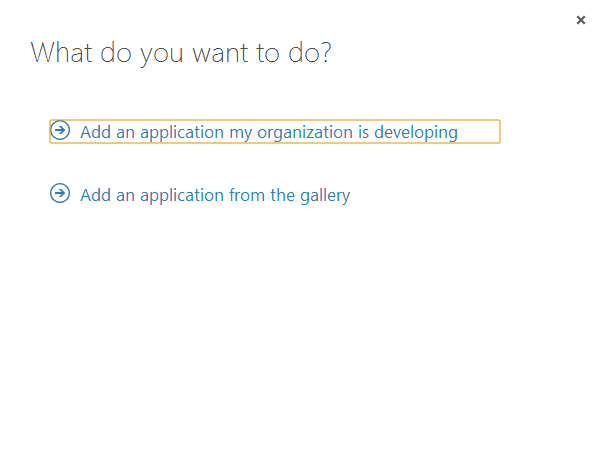 What do you want to do?
Add an application my organization is developing
Add an application from the gallery